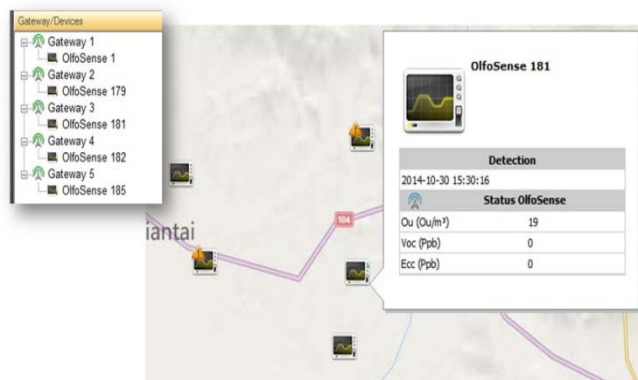 Gateway/Devices
Gateway 1
OlfoSense 1
Gateway 2
OlfoSense 179
Gateway 3
OlfoSense 181
Gateway 4
OlfoSense 182
Gateway 5
OlfoSense 185
iantai
104
OlfoSense 181
Detection
2014-10-30 15:30:16
Status OlfoSense
Ou (Ou/m³) 19
Voc (Ppb) 0
Ecc (Ppb) 0